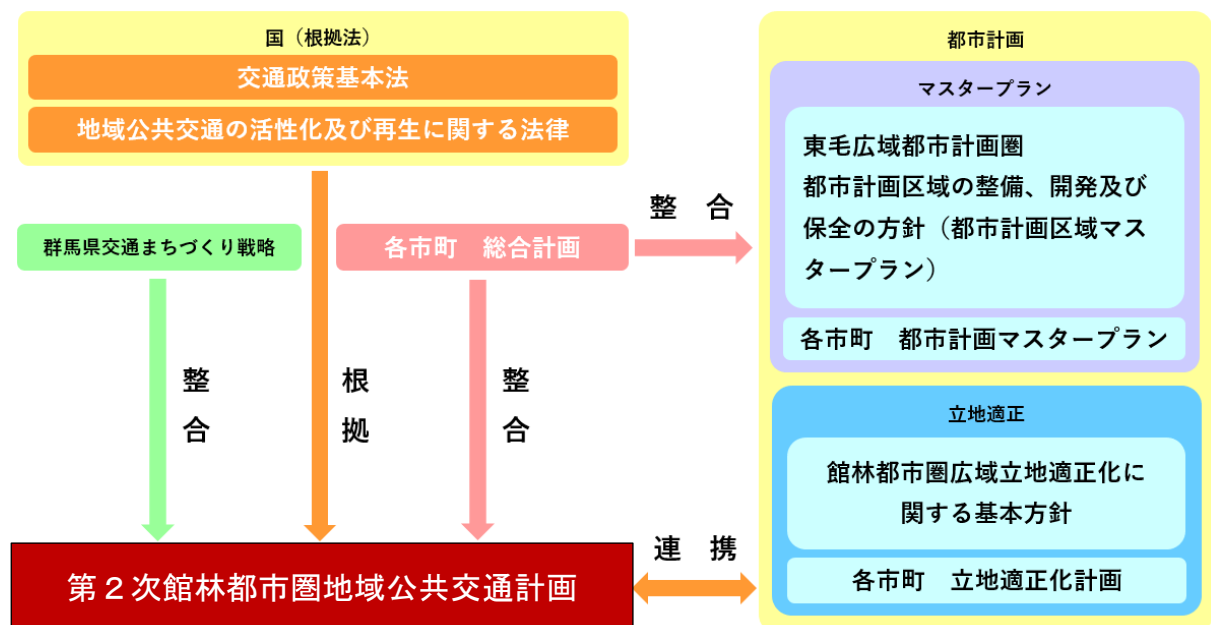 国（根拠法）
交通政策基本法
地域公共交通の活性化及び再生に関する法律
群馬県交通まちづくり戦略
各市町　総合計画
整　合
整合
根拠
整合
第２次館林都市圏地域公共交通計画
連　携
都市計画
マスタープラン
東毛広域都市計画圏
都市計画区域の整備、開発及び
保全の方針（都市計画区域マス
タープラン）
各市町　都市計画マスタープラン
立地適正
館林都市圏広域立地適正化に
関する基本方針
各市町　立地適正化計画